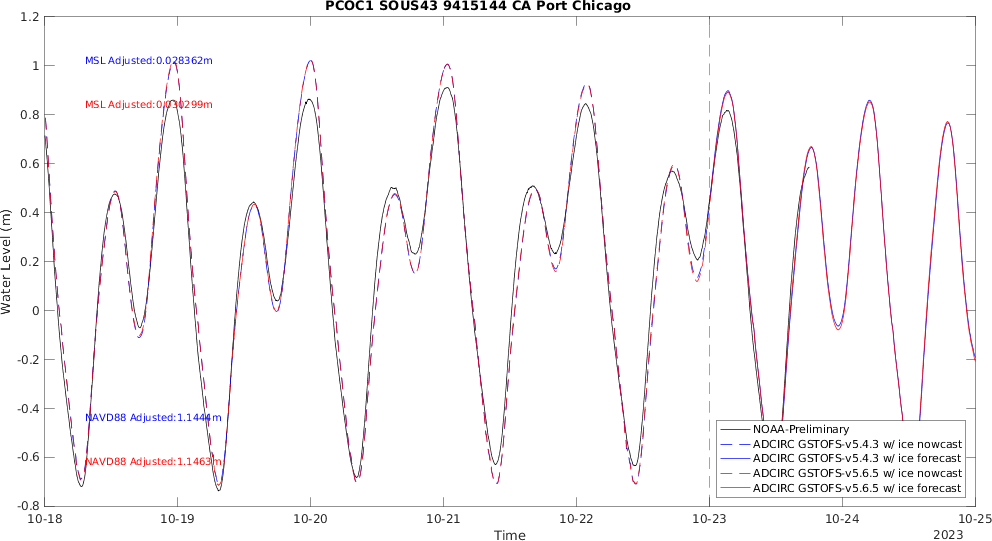 PCOC1 SOUS43 9415144 CA Port Chicago
1.2
1
0.8
0.6
0.4
0.2
0
-0.2
-0.4
-0.6
-0.8
Water Level (m)
MSL Adjusted:0.028362m
MSL Adjusted:0.030299m
NAVD88 Adjusted:1.1444m
NAVD88 Adjusted:1.1463m
NOAA-Preliminary
ADCIRC GSTOFS-v5.4.3 w/ ice nowcast
ADCIRC GSTOFS-v5.4.3 w/ ice forecast
ADCIRC GSTOFS-v5.6.5 w/ ice nowcast
ADCIRC GSTOFS-v5.6.5 w/ ice forecast
10-18 10-19 10-20 10-21 10-22 10-23 10-24 10-25
Time
2023